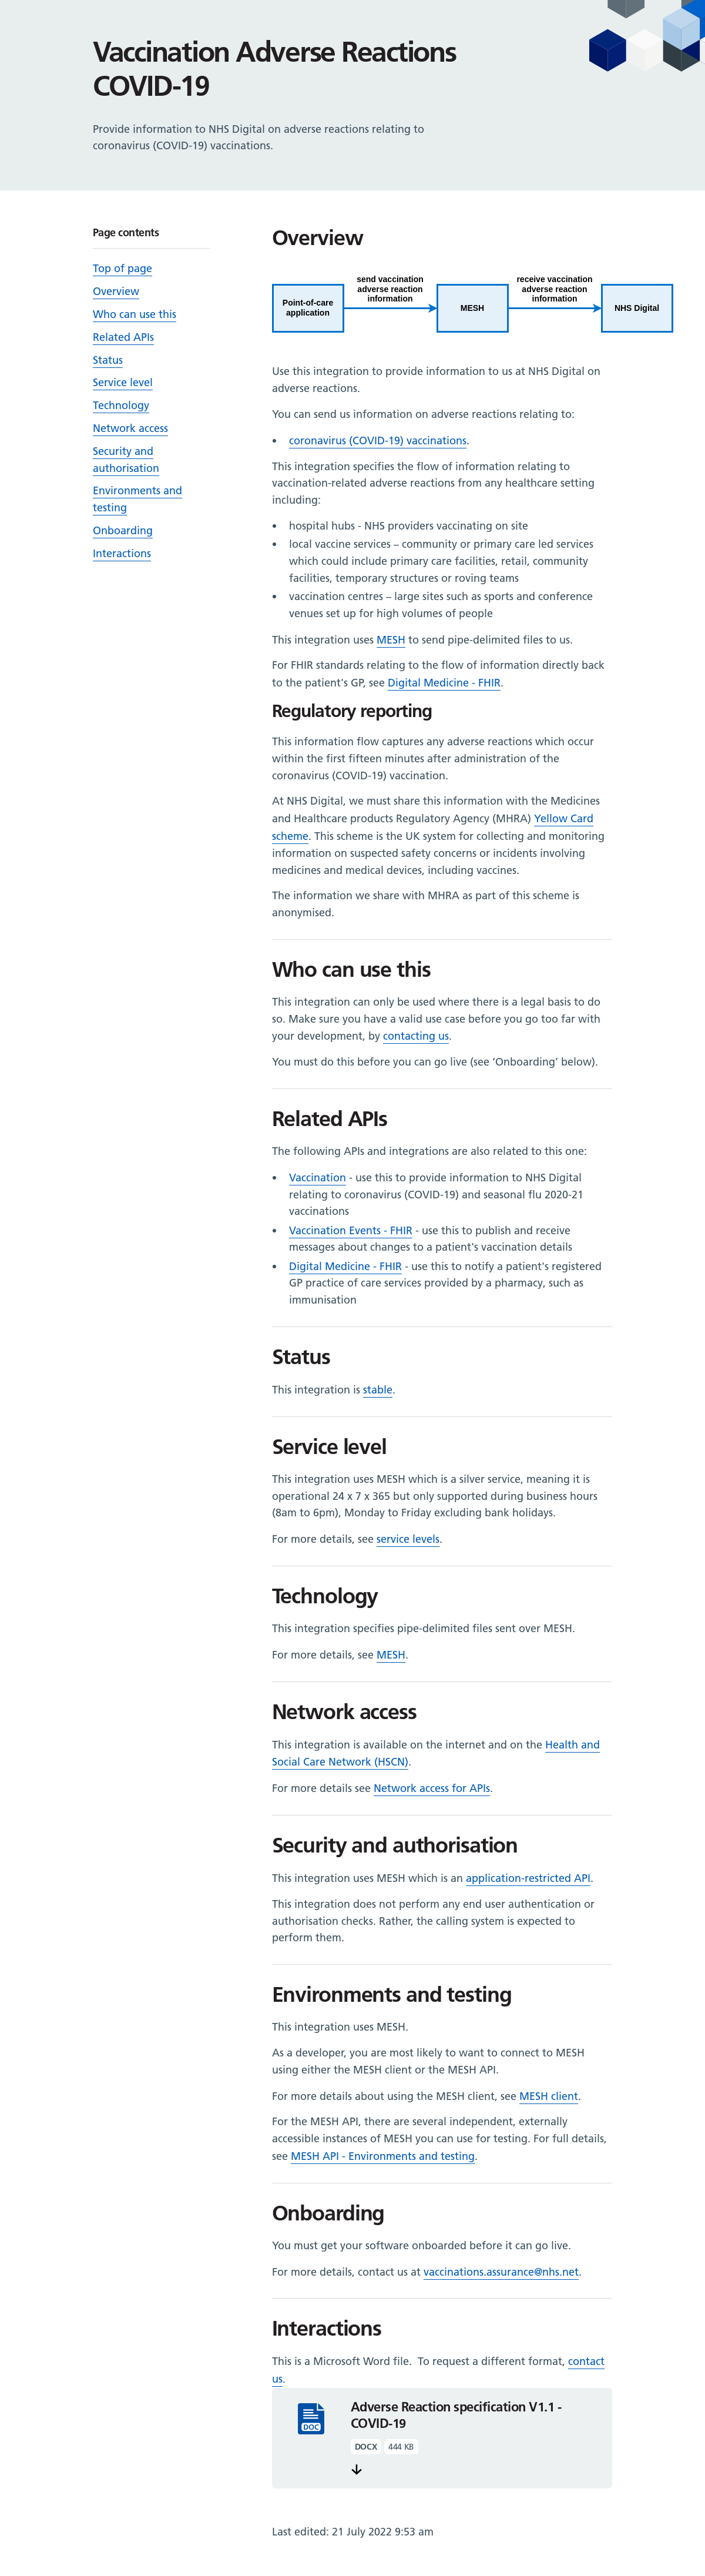 Vaccination Adverse Reactions
COVID-19
Provide information to NHS Digital on adverse reactions relating to
coronavirus (COVID-19) vaccinations.
Page contents
Top of page
Overview
Who can use this
Related APIs
Status
Service level
Technology
Network access
Security and
authorisation
Environments and
testing
Onboarding
Interactions
Overview
Point-of-care
application
send vaccination
adverse reaction
information
MESH
receive vaccination
adverse reaction
information
NHS Digital
Use this integration to provide information to us at NHS Digital on
adverse reactions.
You can send us information on adverse reactions relating to:
• coronavirus (COVID-19) vaccinations.
This integration specifies the flow of information relating to
vaccination-related adverse reactions from any healthcare setting
including:
• hospital hubs - NHS providers vaccinating on site
• local vaccine services – community or primary care led services
which could include primary care facilities, retail, community
facilities, temporary structures or roving teams
• vaccination centres – large sites such as sports and conference
venues set up for high volumes of people
This integration uses MESH to send pipe-delimited files to us.
For FHIR standards relating to the flow of information directly back
to the patient's GP, see Digital Medicine - FHIR.
Regulatory reporting
This information flow captures any adverse reactions which occur
within the first fifteen minutes after administration of the
coronavirus (COVID-19) vaccination.
At NHS Digital, we must share this information with the Medicines
and Healthcare products Regulatory Agency (MHRA) Yellow Card
scheme. This scheme is the UK system for collecting and monitoring
information on suspected safety concerns or incidents involving
medicines and medical devices, including vaccines.
The information we share with MHRA as part of this scheme is
anonymised.
Who can use this
This integration can only be used where there is a legal basis to do
so. Make sure you have a valid use case before you go too far with
your development, by contacting us.
You must do this before you can go live (see ‘Onboarding’ below).
Related APIs
The following APIs and integrations are also related to this one:
• Vaccination - use this to provide information to NHS Digital
relating to coronavirus (COVID-19) and seasonal flu 2020-21
vaccinations
• Vaccination Events - FHIR - use this to publish and receive
messages about changes to a patient's vaccination details
• Digital Medicine - FHIR - use this to notify a patient's registered
GP practice of care services provided by a pharmacy, such as
immunisation
Status
This integration is stable.
Service level
This integration uses MESH which is a silver service, meaning it is
operational 24 x 7 x 365 but only supported during business hours
(8am to 6pm), Monday to Friday excluding bank holidays.
For more details, see service levels.
Technology
This integration specifies pipe-delimited files sent over MESH.
For more details, see MESH.
Network access
This integration is available on the internet and on the Health and
Social Care Network (HSCN).
For more details see Network access for APIs.
Security and authorisation
This integration uses MESH which is an application-restricted API.
This integration does not perform any end user authentication or
authorisation checks. Rather, the calling system is expected to
perform them.
Environments and testing
This integration uses MESH.
As a developer, you are most likely to want to connect to MESH
using either the MESH client or the MESH API.
For more details about using the MESH client, see MESH client.
For the MESH API, there are several independent, externally
accessible instances of MESH you can use for testing. For full details,
see MESH API - Environments and testing.
Onboarding
You must get your software onboarded before it can go live.
For more details, contact us at vaccinations.assurance@nhs.net.
Interactions
This is a Microsoft Word file.  To request a different format, contact
us.
DOC
Adverse Reaction specification V1.1 -
COVID-19
DOCX 444 KB
Last edited: 21 July 2022 9:53 am